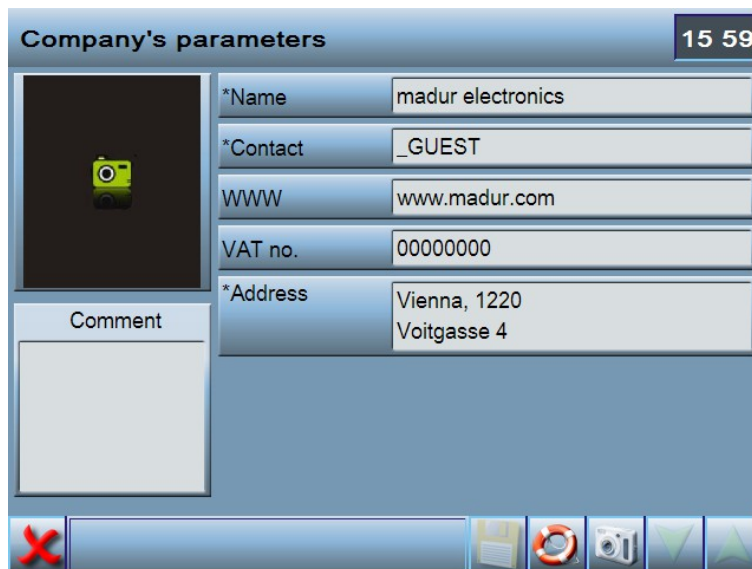 Company's parameters
15 59
*Name
madur electronics
*Contact
_GUEST
WWW
www.madur.com
VAT no.
00000000
*Address
Vienna, 1220
Voitgasse 4
Comment